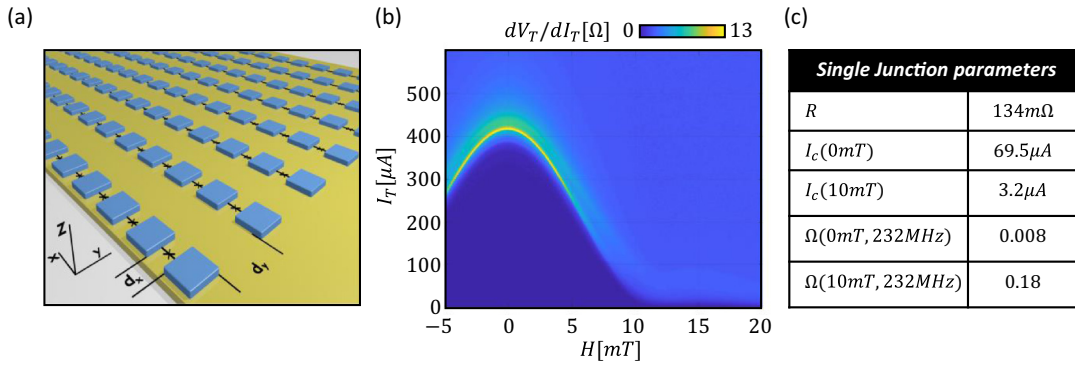 (a)
(b)
(c)
Z
X
Y
dₓ
dᵧ
dV_T/dI_T[Ω] 0 13
I_T[μA]
500
400
300
200
100
0
−5 0 5 10 15 20
H[mT]
Single Junction parameters
R 134mΩ
I_c(0mT) 69.5μA
I_c(10mT) 3.2μA
Ω(0mT, 232MHz) 0.008
Ω(10mT, 232MHz) 0.18